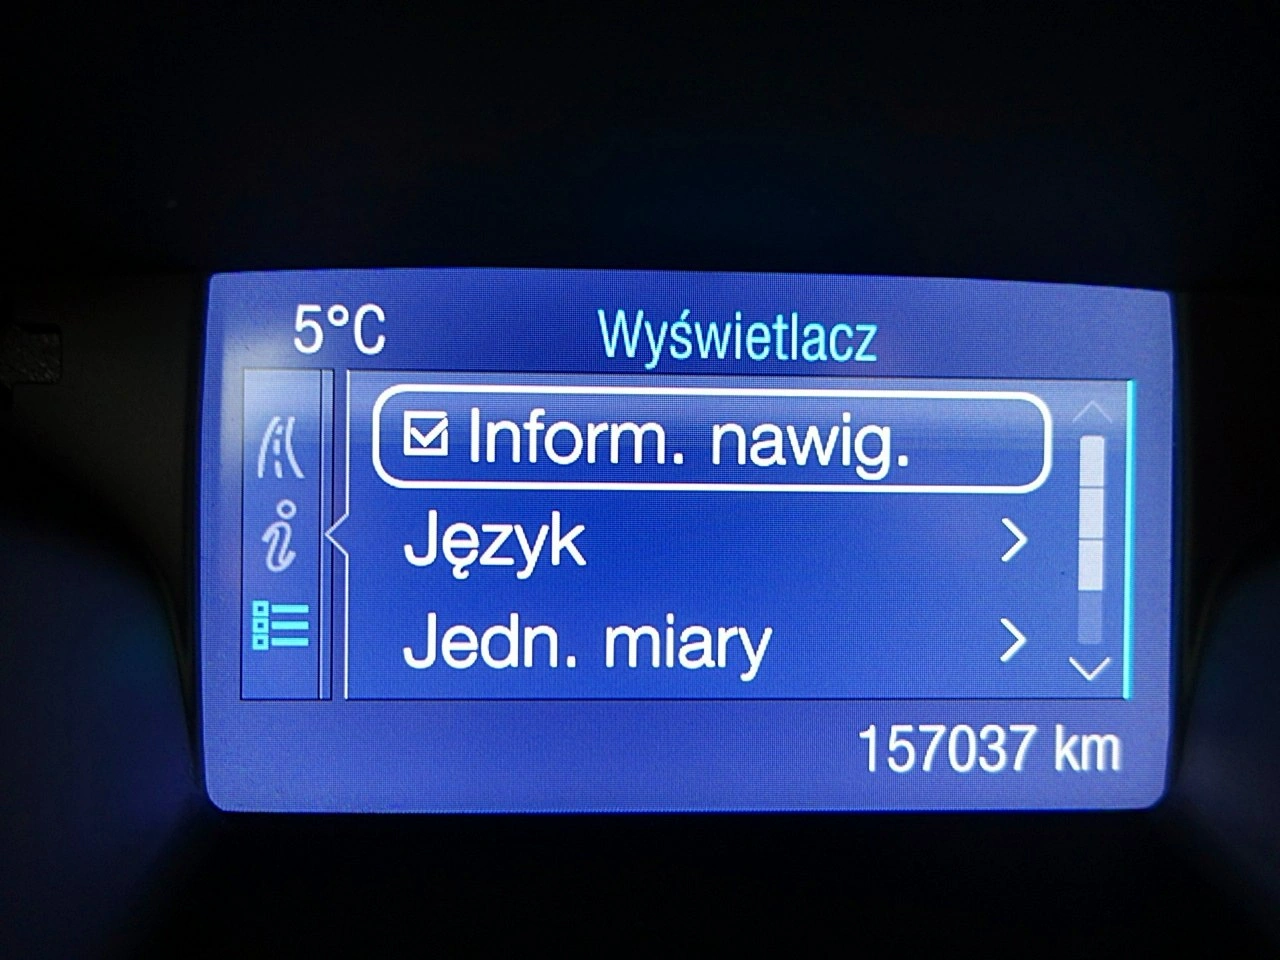 5°C
Wyświetlacz
Inform. nawig.
Język
Jedn. miary
157037 km